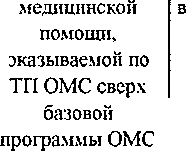 медицинской в
помощи,
оказываемой по
ТП ОМС сверх
базовой
программы ОМС